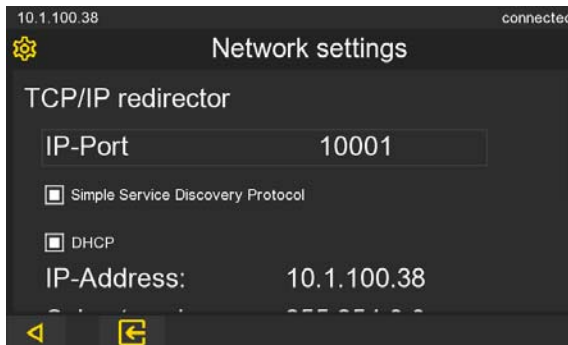 10.1.100.38 connected
Network settings
TCP/IP redirector
IP-Port 10001
Simple Service Discovery Protocol
DHCP
IP-Address: 10.1.100.38